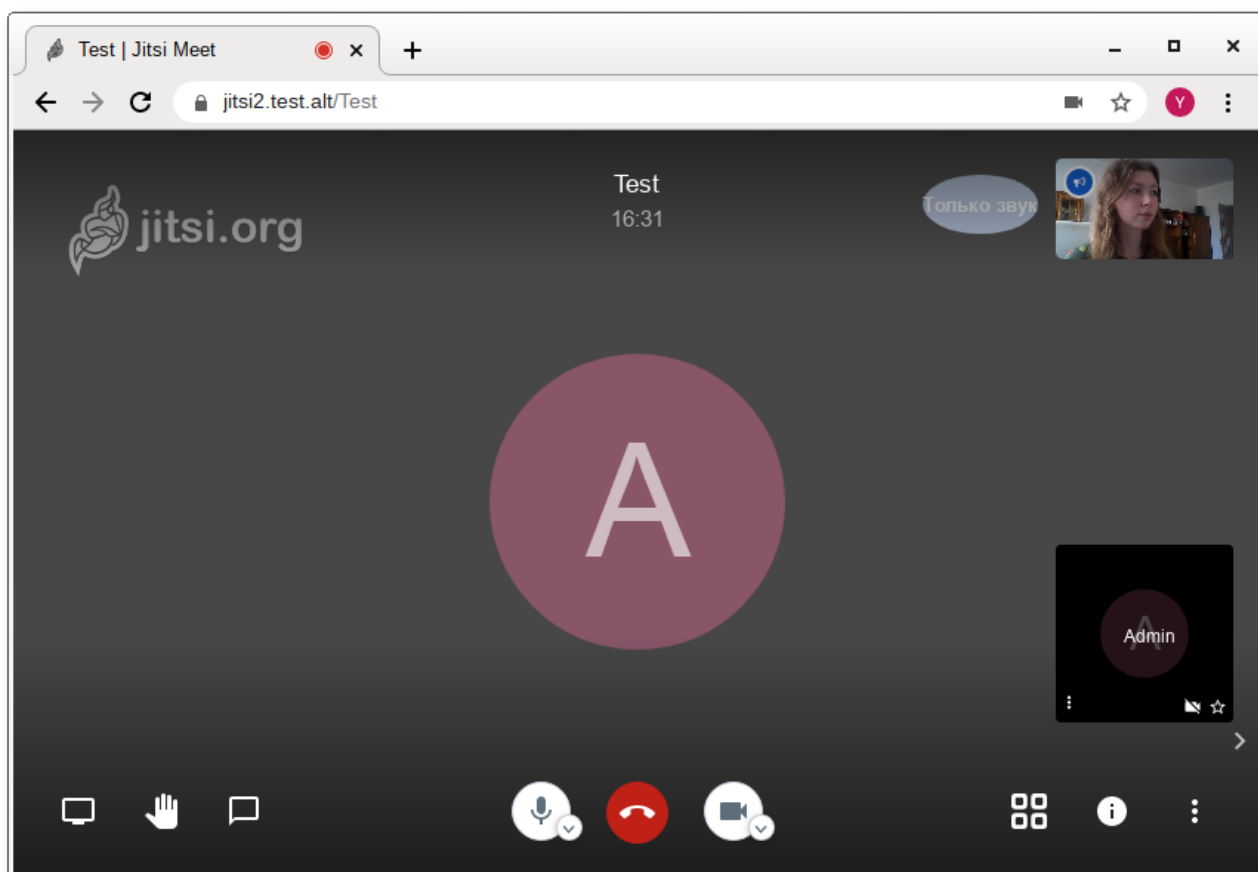 Test | Jitsi Meet
jitsi2.test.alt/Test
Y
jitsi.org
Test
16:31
Только звук
A
A
Admin